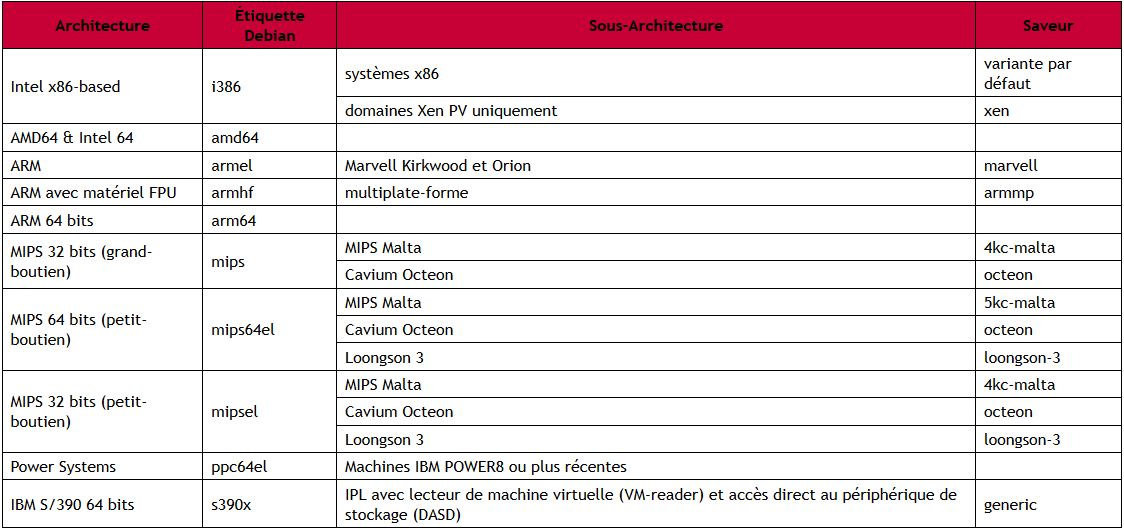 Architecture
Étiquette
Debian
Sous-Architecture
Saveur
Intel x86-based
i386
systèmes x86
variante par
défaut
domaines Xen PV uniquement
xen
AMD64 & Intel 64
amd64
ARM
armel
Marvell Kirkwood et Orion
marvell
ARM avec matériel FPU
armhf
multiplate-forme
armmp
ARM 64 bits
arm64
MIPS 32 bits (grand-
boutien)
mips
MIPS Malta
4kc-malta
Cavium Octeon
octeon
MIPS 64 bits (petit-
boutien)
mips64el
MIPS Malta
5kc-malta
Cavium Octeon
octeon
Loongson 3
loongson-3
MIPS 32 bits (petit-
boutien)
mipsel
MIPS Malta
4kc-malta
Cavium Octeon
octeon
Loongson 3
loongson-3
Power Systems
ppc64el
Machines IBM POWER8 ou plus récentes
IBM S/390 64 bits
s390x
IPL avec lecteur de machine virtuelle (VM-reader) et accès direct au périphérique de
stockage (DASD)
generic